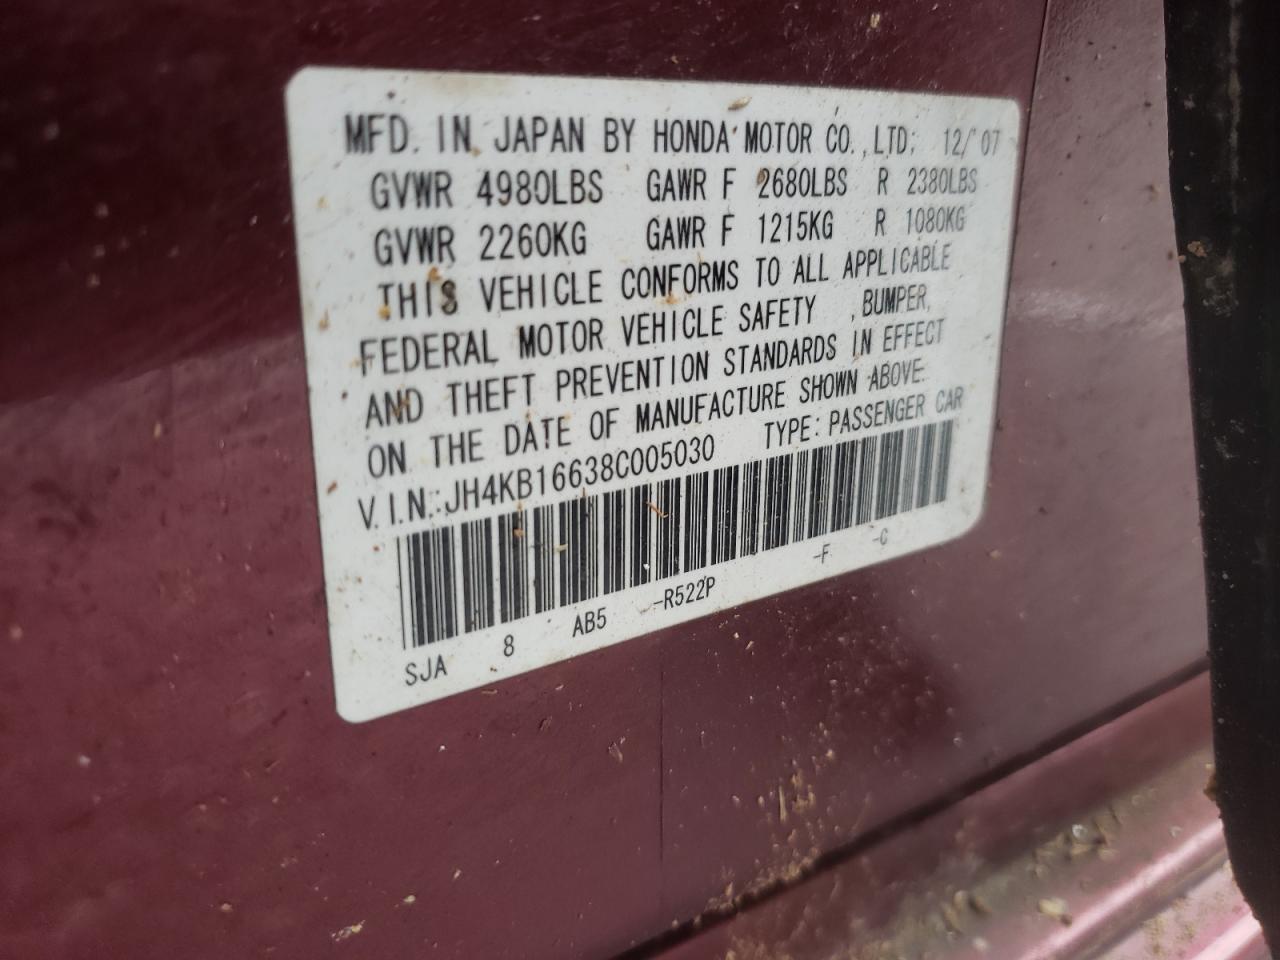 MFD. IN JAPAN BY HONDA MOTOR CO.,LTD. 12/'07
GVWR 4980LBS GAWR F 2680LBS R 2380LBS
GVWR 2260KG GAWR F 1215KG R 1080KG
THIS VEHICLE CONFORMS TO ALL APPLICABLE
FEDERAL MOTOR VEHICLE SAFETY , BUMPER,
AND THEFT PREVENTION STANDARDS IN EFFECT
ON THE DATE OF MANUFACTURE SHOWN ABOVE.
V.I.N.:JH4KB16638C005030 TYPE:PASSENGER CAR
SJA 8 AB5 -R522P -F -C